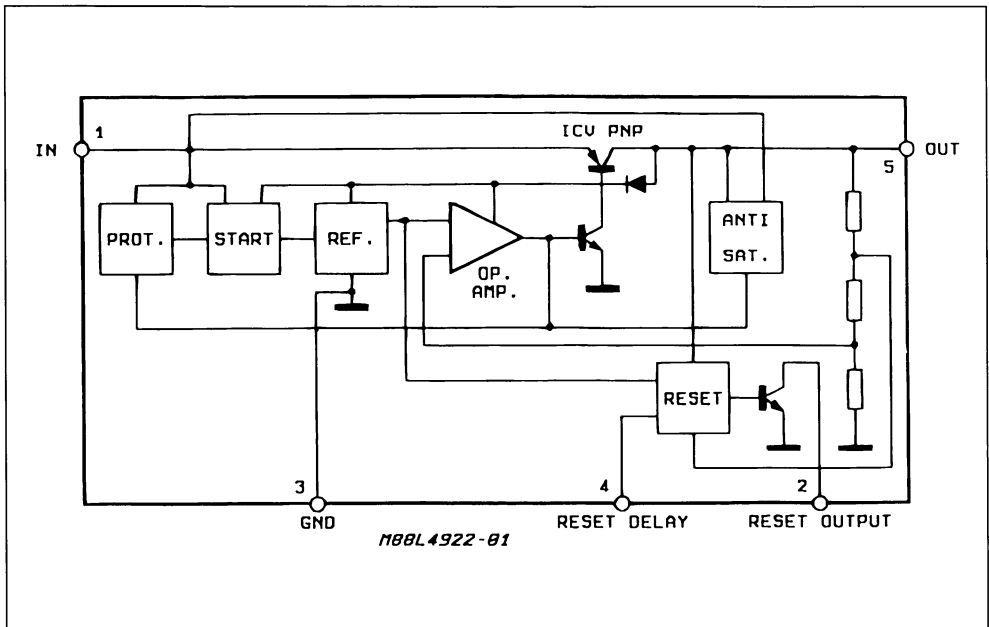 ICV PNP
1
IN
5
OUT
PROT.
START
REF.
ANTI
SAT.
OP.
AMP.
RESET
3
4
2
GND
RESET DELAY
RESET OUTPUT
M88L4922-01